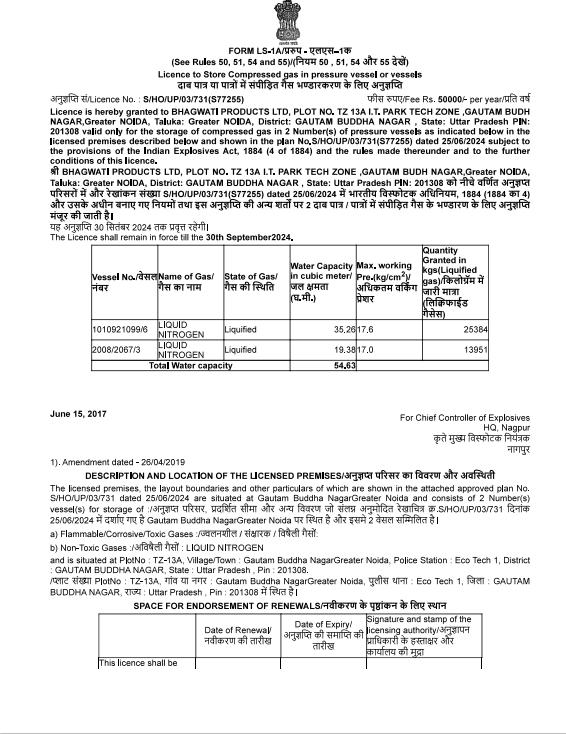 FORM LS-1A/प्ररुप - एलएस-1क
(See Rules 50, 51, 54 and 55)/(नियम 50 , 51, 54 और 55 देखें)
Licence to Store Compressed gas in pressure vessel or vessels
दाब पात्र या पात्रों में संपीड़ित गैस भण्डारकरण के लिए अनुज्ञप्ति
अनुज्ञप्ति सं/Licence No. : S/HO/UP/03/731(S77255) फीस रुपए/Fee Rs. 50000/- per year/प्रति वर्ष
Licence is hereby granted to BHAGWATI PRODUCTS LTD, PLOT NO. TZ 13A I.T. PARK TECH ZONE ,GAUTAM BUDH
NAGAR,Greater NOIDA, Taluka: Greater NOIDA, District: GAUTAM BUDDHA NAGAR , State: Uttar Pradesh PIN:
201308 valid only for the storage of compressed gas in 2 Number(s) of pressure vessels as indicated below in the
licensed premises described below and shown in the plan No.S/HO/UP/03/731(S77255) dated 25/06/2024 subject to
the provisions of the Indian Explosives Act, 1884 (4 of 1884) and the rules made thereunder and to the further
conditions of this licence.
श्री BHAGWATI PRODUCTS LTD, PLOT NO. TZ 13A I.T. PARK TECH ZONE ,GAUTAM BUDH NAGAR,Greater NOIDA,
Taluka: Greater NOIDA, District: GAUTAM BUDDHA NAGAR , State: Uttar Pradesh PIN: 201308 को नीचे वर्णित अनुज्ञप्त
परिसरों में और रेखांकन संख्या S/HO/UP/03/731(S77255) dated 25/06/2024 में भारतीय विस्फोटक अधिनियम, 1884 (1884 का 4)
और उसके अधीन बनाए गए नियमों तथा इस अनुज्ञप्ति की अन्य शर्तों पर 2 दाब पात्र / पात्रों में संपीड़ित गैस के भण्डारण के लिए अनुज्ञप्ति
मंजूर की जाती है।
यह अनुज्ञप्ति 30 सितंबर 2024 तक प्रवृत्त रहेगी।
The Licence shall remain in force till the 30th September2024.
Vessel No./वेसल नंबर Name of Gas/ गैस का नाम State of Gas/ गैस की स्थिति Water Capacity in cubic meter/ जल क्षमता (घ.मी.) Max. working Pre.(kg/cm²)/ अधिकतम वर्किंग प्रेशर Quantity Granted in kgs(Liquified gas)/किलोग्रॅम में जारी मात्रा (लिक्विफाईड गैसेस)
1010921099/6 LIQUID NITROGEN Liquified 35.26 17.6 25384
2008/2067/3 LIQUID NITROGEN Liquified 19.38 17.0 13951
Total Water capacity 54.63
June 15, 2017
For Chief Controller of Explosives
HQ, Nagpur
कृते मुख्य विस्फोटक नियंत्रक
नागपुर
1). Amendment dated - 26/04/2019
DESCRIPTION AND LOCATION OF THE LICENSED PREMISES/अनुज्ञप्त परिसर का विवरण और अवस्थिती
The licensed premises, the layout boundaries and other particulars of which are shown in the attached approved plan No.
S/HO/UP/03/731 dated 25/06/2024 are situated at Gautam Buddha NagarGreater Noida and consists of 2 Number(s)
vessel(s) for storage of :/अनुज्ञप्त परिसर, प्रदर्शित सीमा और अन्य विवरण जो संलग्न अनुमोदित रेखाचित्र क्र.S/HO/UP/03/731 दिनांक
25/06/2024 में दर्शाए गए है Gautam Buddha NagarGreater Noida पर स्थित है और इसमे 2 वेसल सम्मिलित है।
a) Flammable/Corrosive/Toxic Gases :/ज्वलनशील / संक्षारक / विषैली गैसें:
b) Non-Toxic Gases :/अविषैली गैसों : LIQUID NITROGEN
and is situated at PlotNo : TZ-13A, Village/Town : Gautam Buddha NagarGreater Noida, Police Station : Eco Tech 1, District
: GAUTAM BUDDHA NAGAR, State : Uttar Pradesh , Pin : 201308.
/प्लाट संख्या PlotNo : TZ-13A, गांव या नगर : Gautam Buddha NagarGreater Noida, पुलीस थाना : Eco Tech 1, जिला : GAUTAM
BUDDHA NAGAR, राज्य : Uttar Pradesh , Pin : 201308 में स्थित है।
SPACE FOR ENDORSEMENT OF RENEWALS/नवीकरण के पृष्ठांकन के लिए स्थान
Date of Renewal/ नवीकरण की तारीख Date of Expiry/ अनुज्ञप्ति की समाप्ति की तारीख Signature and stamp of the licensing authority/अनुज्ञापन प्राधिकारी के हस्ताक्षर और कार्यालय की मुद्रा
This licence shall be